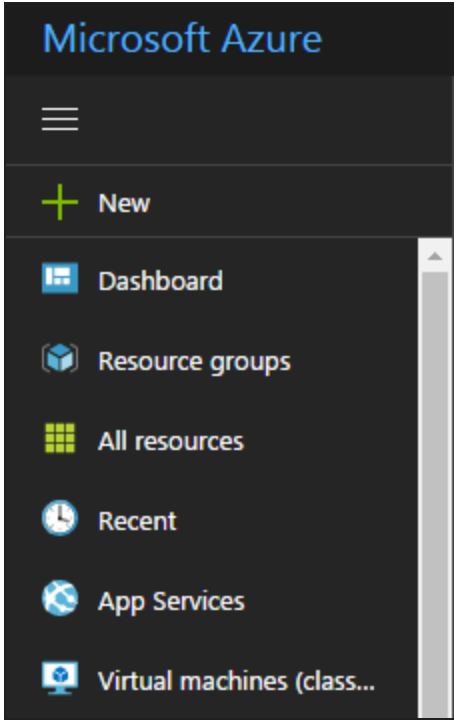 Microsoft Azure
New
Dashboard
Resource groups
All resources
Recent
App Services
Virtual machines (class...